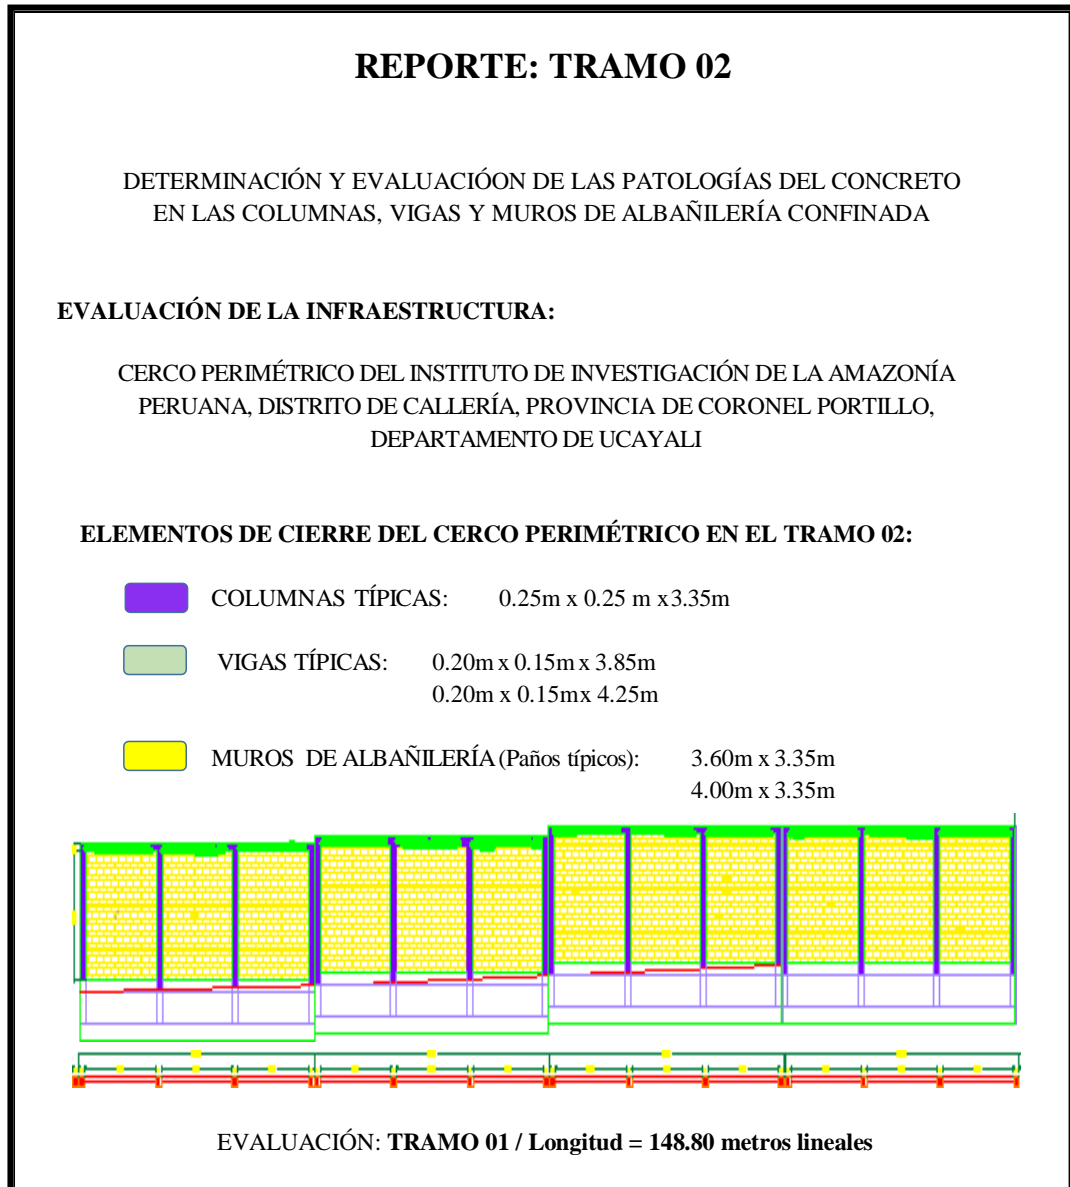 REPORTE: TRAMO 02
DETERMINACIÓN Y EVALUACIÓON DE LAS PATOLOGÍAS DEL CONCRETO
EN LAS COLUMNAS, VIGAS Y MUROS DE ALBAÑILERÍA CONFINADA
EVALUACIÓN DE LA INFRAESTRUCTURA:
CERCO PERIMÉTRICO DEL INSTITUTO DE INVESTIGACIÓN DE LA AMAZONÍA
PERUANA, DISTRITO DE CALLERÍA, PROVINCIA DE CORONEL PORTILLO,
DEPARTAMENTO DE UCAYALI
ELEMENTOS DE CIERRE DEL CERCO PERIMÉTRICO EN EL TRAMO 02:
COLUMNAS TÍPICAS: 0.25m x 0.25 m x 3.35m
VIGAS TÍPICAS: 0.20m x 0.15m x 3.85m
0.20m x 0.15m x 4.25m
MUROS DE ALBAÑILERÍA (Paños típicos): 3.60m x 3.35m
4.00m x 3.35m
EVALUACIÓN: TRAMO 01 / Longitud = 148.80 metros lineales